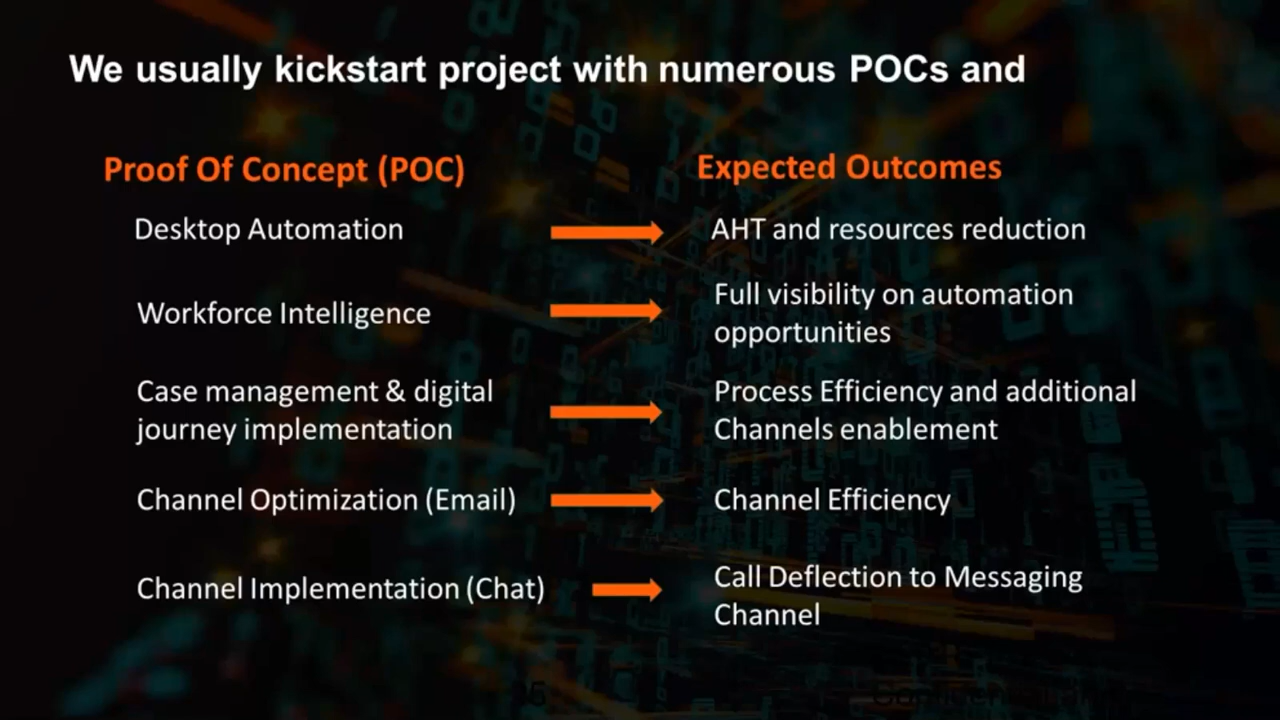 We usually kickstart project with numerous POCs and
Proof Of Concept (POC)
Expected Outcomes
Desktop Automation
AHT and resources reduction
Workforce Intelligence
Full visibility on automation
opportunities
Case management & digital
journey implementation
Process Efficiency and additional
Channels enablement
Channel Optimization (Email)
Channel Efficiency
Channel Implementation (Chat)
Call Deflection to Messaging
Channel